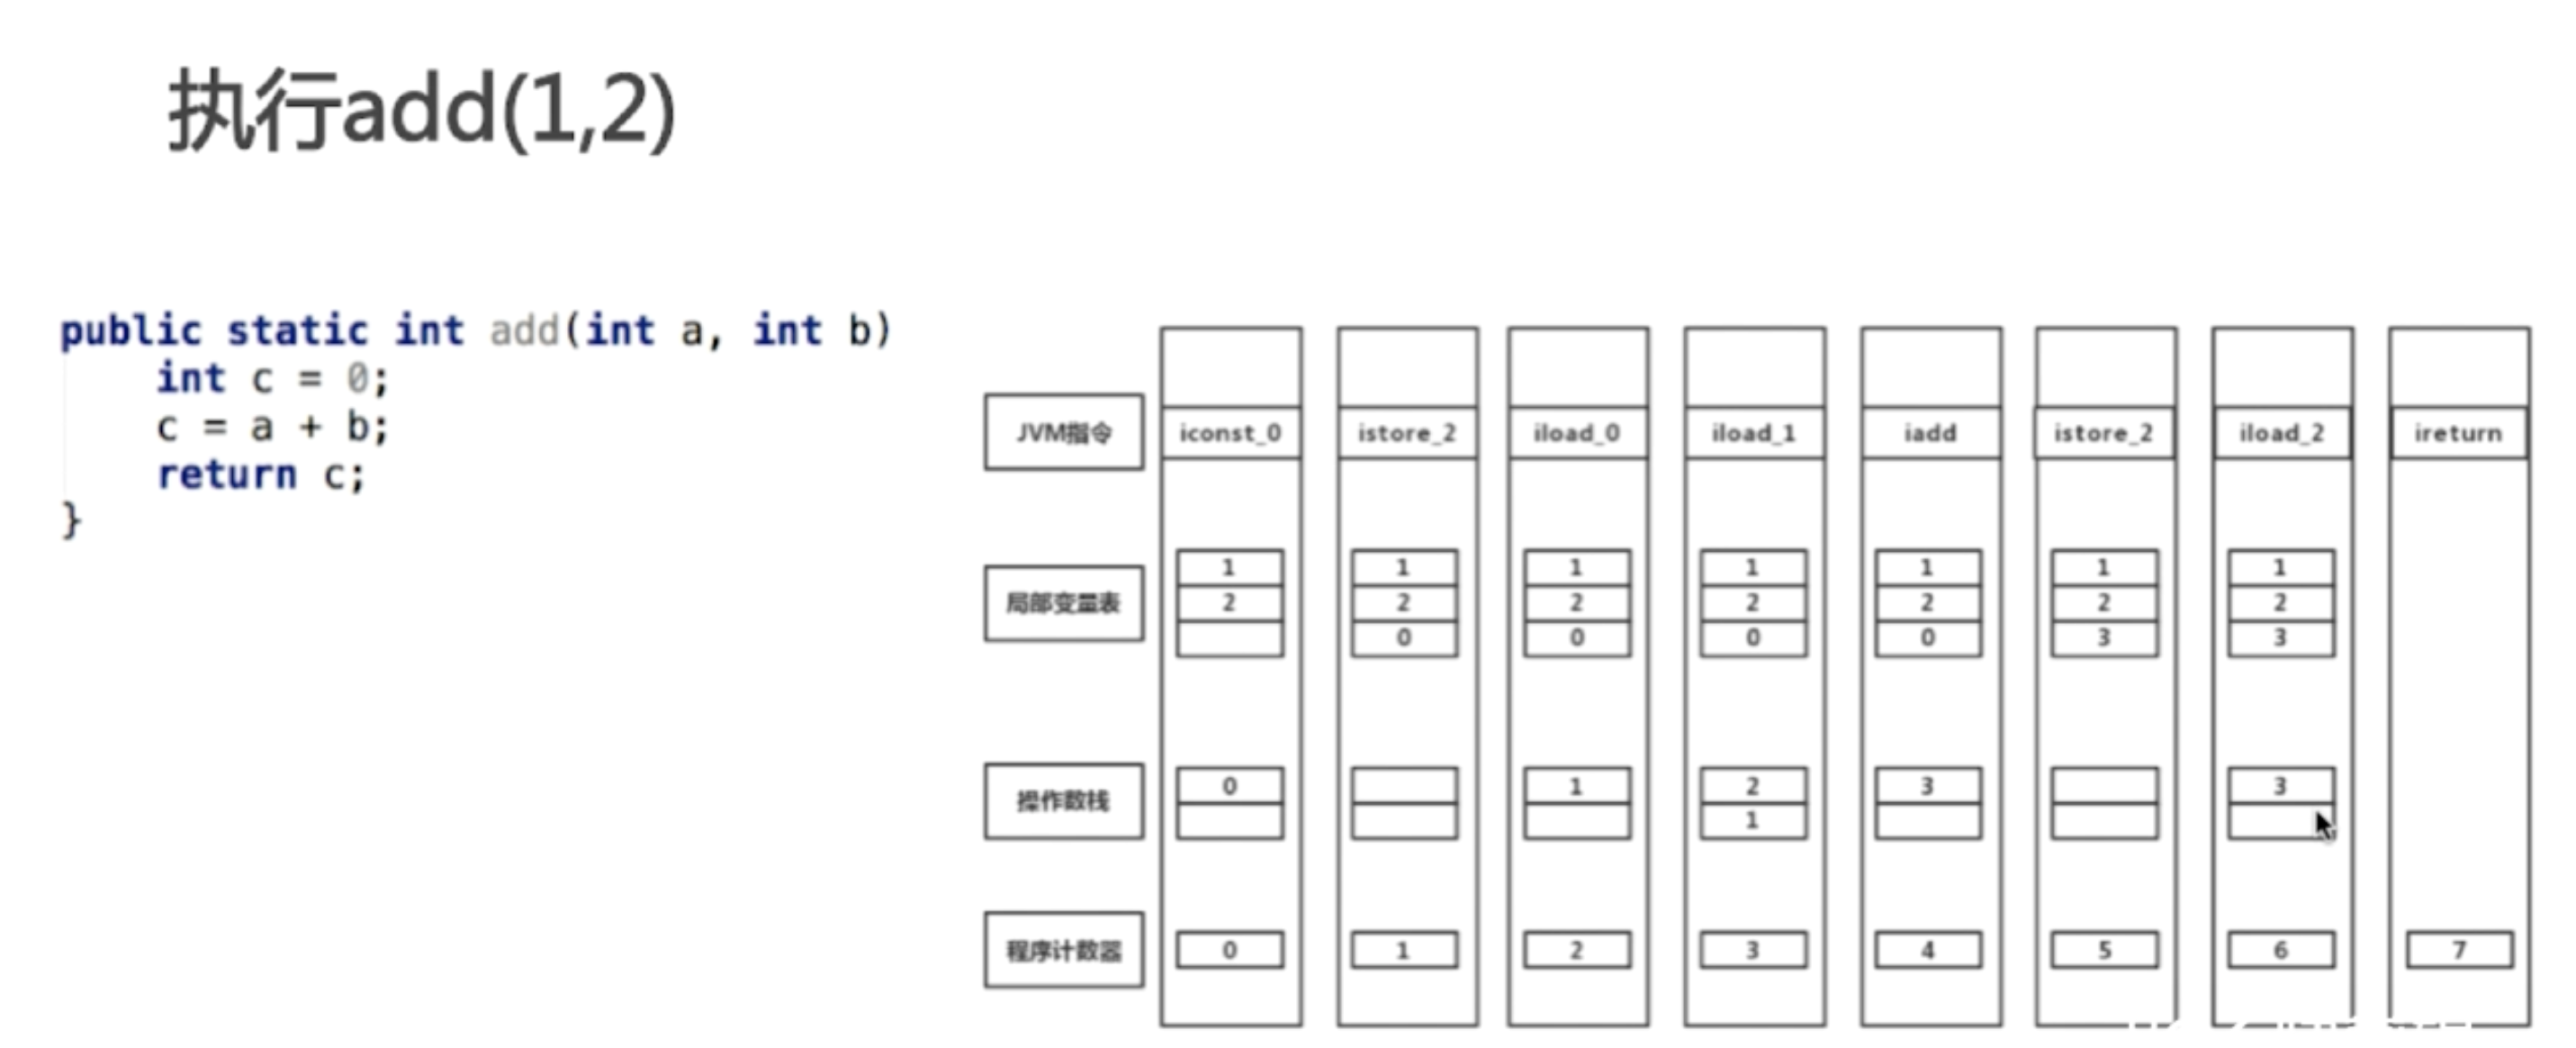 执行add(1,2)
public static int add(int a, int b)
int c = 0;
c = a + b;
return c;
}
JVM指令 iconst_0 istore_2 iload_0 iload_1 iadd istore_2 iload_2 ireturn
局部变量表
1 1 1 1 1 1 1
2 2 2 2 2 2 2
0 0 0 0 3 3
操作数栈
0 1 2 3 3
1
程序计数器 0 1 2 3 4 5 6 7